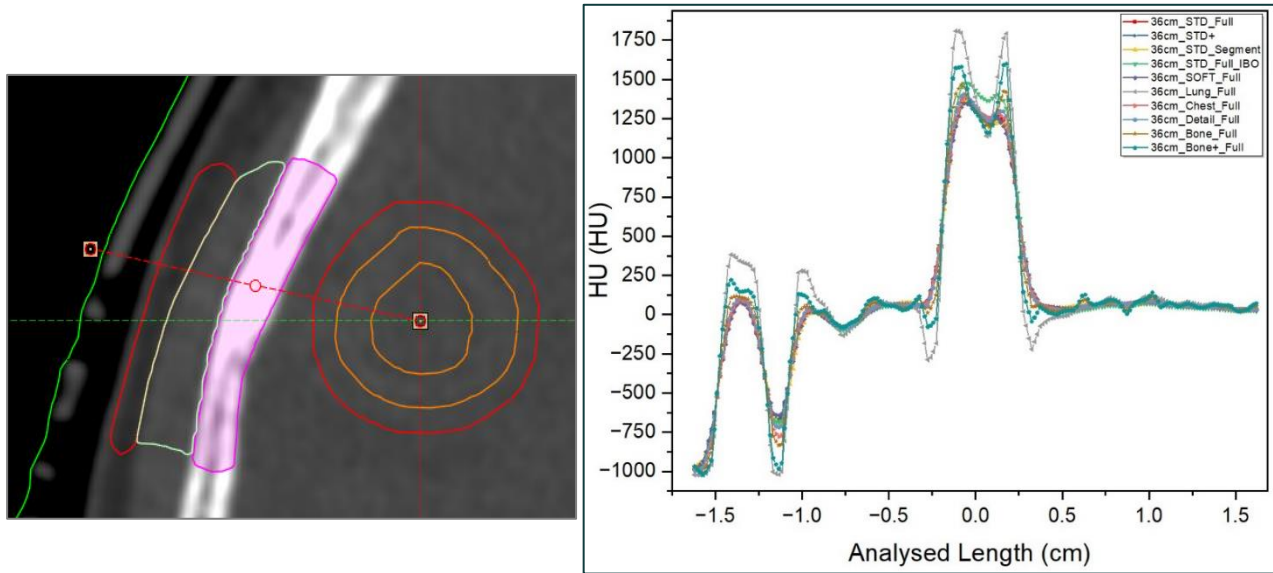 1750
1500
1250
1000
750
500
250
0
−250
−500
−750
−1000
HU (HU)
36cm_STD_Full
36cm_STD+
36cm_STD_Segment
36cm_STD_Full_IBO
36cm_SOFT_Full
36cm_Lung_Full
36cm_Chest_Full
36cm_Detail_Full
36cm_Bone_Full
36cm_Bone+_Full
−1.5 −1.0 −0.5 0.0 0.5 1.0 1.5
Analysed Length (cm)